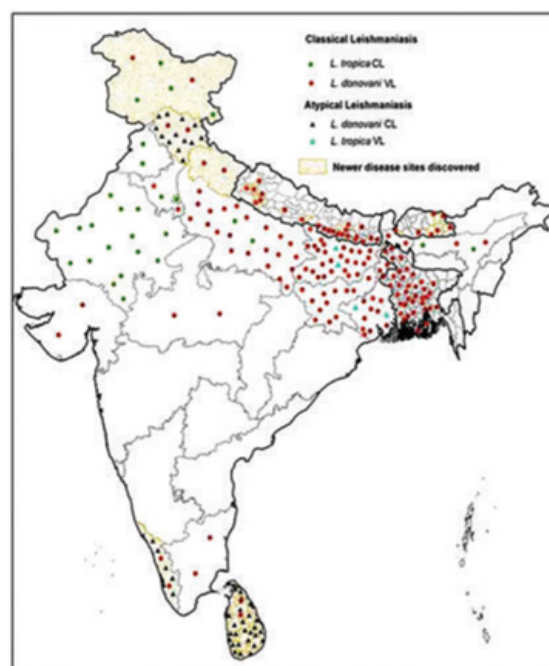 Classical Leishmaniasis
L. tropica CL
L. donovani VL
Atypical Leishmaniasis
L. donovani CL
L. tropica VL
Newer disease sites discovered